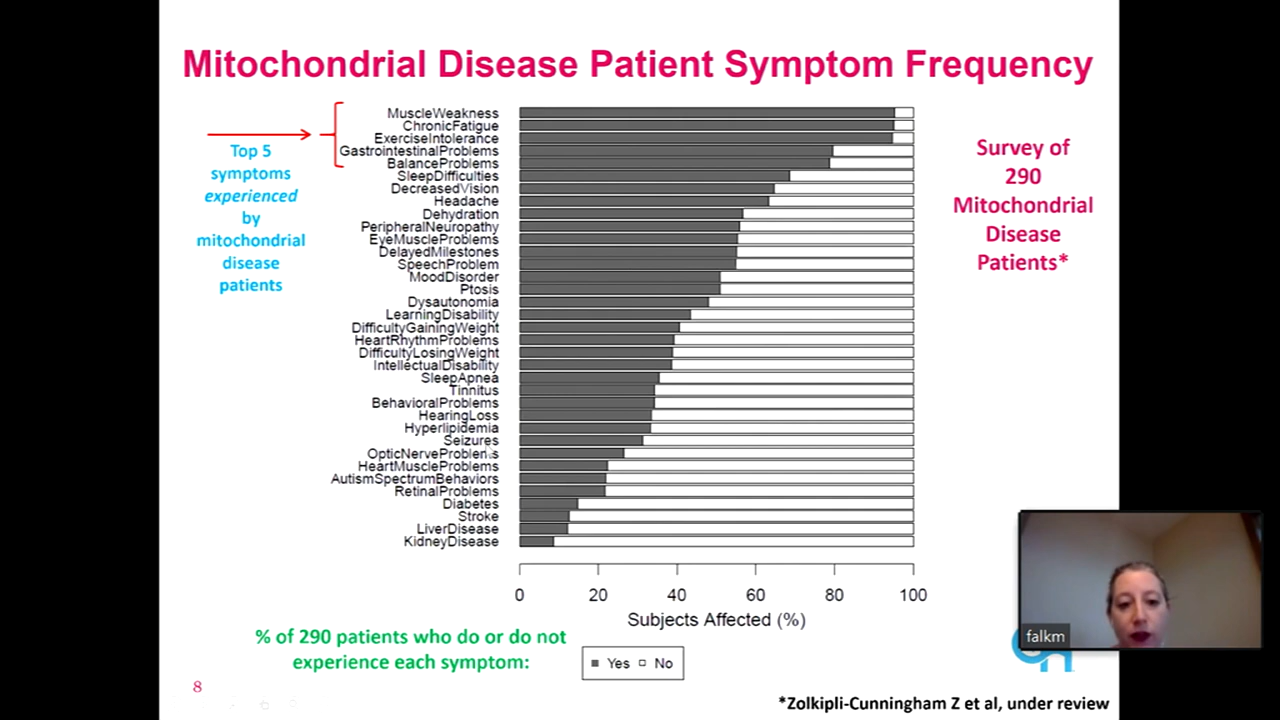 Mitochondrial Disease Patient Symptom Frequency
Top 5
symptoms
experienced
by
mitochondrial
disease
patients
MuscleWeakness
ChronicFatigue
ExerciseIntolerance
GastrointestinalProblems
BalanceProblems
SleepDifficulties
DecreasedVision
Headache
Dehydration
PeripheralNeuropathy
EyeMuscleProblems
DelayedMilestones
SpeechProblem
MoodDisorder
Ptosis
Dysautonomia
LearningDisability
DifficultyGainingWeight
HeartRhythmProblems
DifficultyLosingWeight
IntellectualDisability
SleepApnea
Tinnitus
BehavioralProblems
HearingLoss
Hyperlipidemia
Seizures
OpticNerveProblems
HeartMuscleProblems
AutismSpectrumBehaviors
RetinalProblems
Diabetes
Stroke
LiverDisease
KidneyDisease
0 20 40 60 80 100
Subjects Affected (%)
Survey of
290
Mitochondrial
Disease
Patients*
% of 290 patients who do or do not
experience each symptom:
Yes No
falkm
8
*Zolkipli-Cunningham Z et al, under review